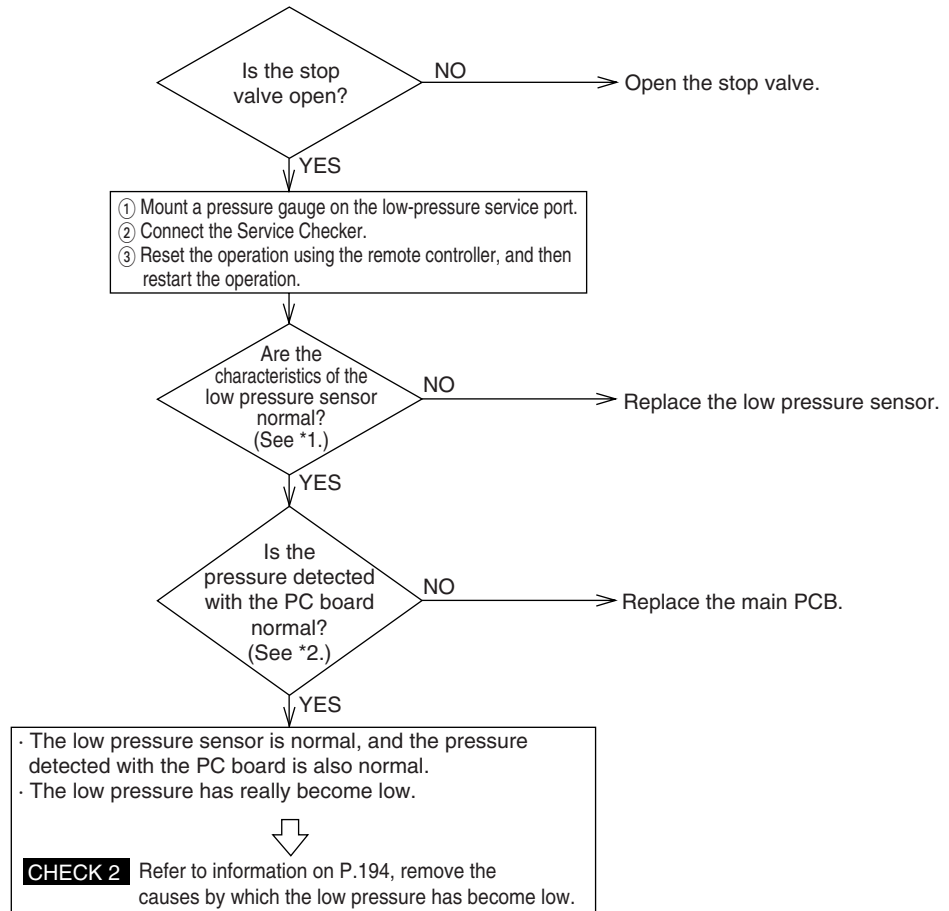 Is the stop
valve open?
NO
Open the stop valve.
YES
① Mount a pressure gauge on the low-pressure service port.
② Connect the Service Checker.
③ Reset the operation using the remote controller, and then
restart the operation.
Are the
characteristics of the
low pressure sensor
normal?
(See *1.)
NO
Replace the low pressure sensor.
YES
Is the
pressure detected
with the PC board
normal?
(See *2.)
NO
Replace the main PCB.
YES
· The low pressure sensor is normal, and the pressure
detected with the PC board is also normal.
· The low pressure has really become low.
CHECK 2 Refer to information on P.194, remove the
causes by which the low pressure has become low.